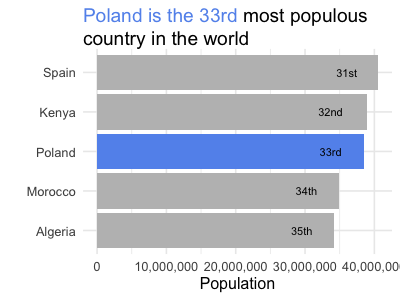 Poland is the 33rd most populous
country in the world
Spain 31st
Kenya 32nd
Poland 33rd
Morocco 34th
Algeria 35th
0 10,000,000 20,000,000 30,000,000 40,000,00
Population